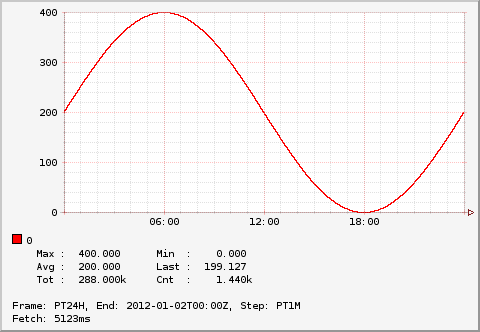 400
300
200
100
0
06:00 12:00 18:00
0
Max : 400.000 Min : 0.000
Avg : 200.000 Last : 199.127
Tot : 288.000k Cnt : 1.440k
Frame: PT24H, End: 2012-01-02T00:00Z, Step: PT1M
Fetch: 5123ms